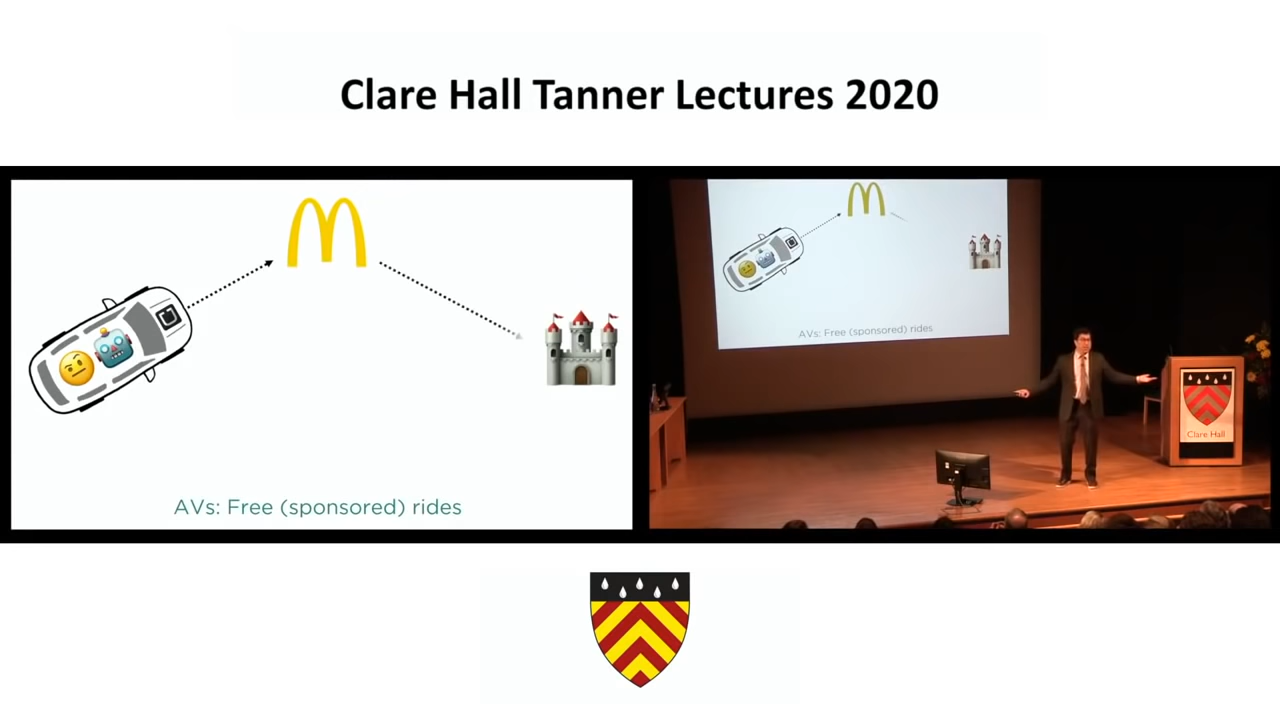 Clare Hall Tanner Lectures 2020
AVs: Free (sponsored) rides
AVs: Free (sponsored) rides
Clare Hall